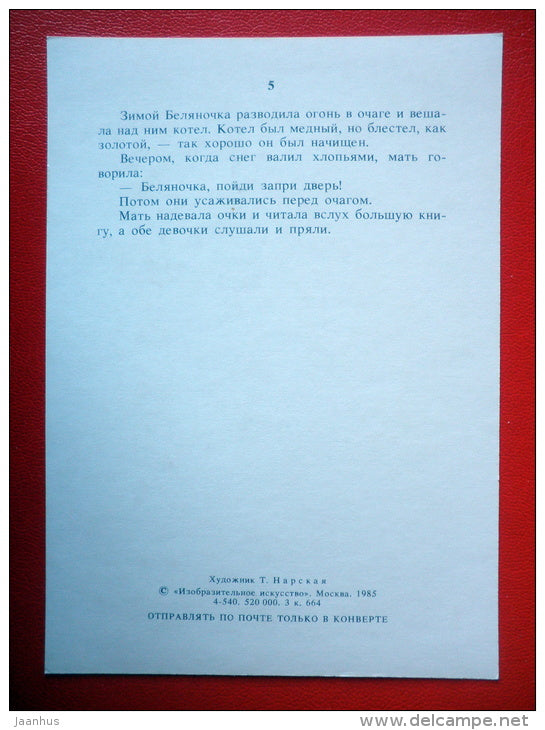 5
Зимой Беляночка разводила огонь в очаге и веша-
ла над ним котел. Котел был медный, но блестел, как
золотой, — так хорошо он был начищен.
Вечером, когда снег валил хлопьями, мать го-
ворила:
— Беляночка, пойди запри дверь!
Потом они усаживались перед очагом.
Мать надевала очки и читала вслух большую кни-
гу, а обе девочки слушали и пряли.
Художник Т. Нарская
© «Изобразительное искусство». Москва. 1985
4-540. 520 000. 3 к. 664
ОТПРАВЛЯТЬ ПО ПОЧТЕ ТОЛЬКО В КОНВЕРТЕ
jaanhus
www.delcampe.net